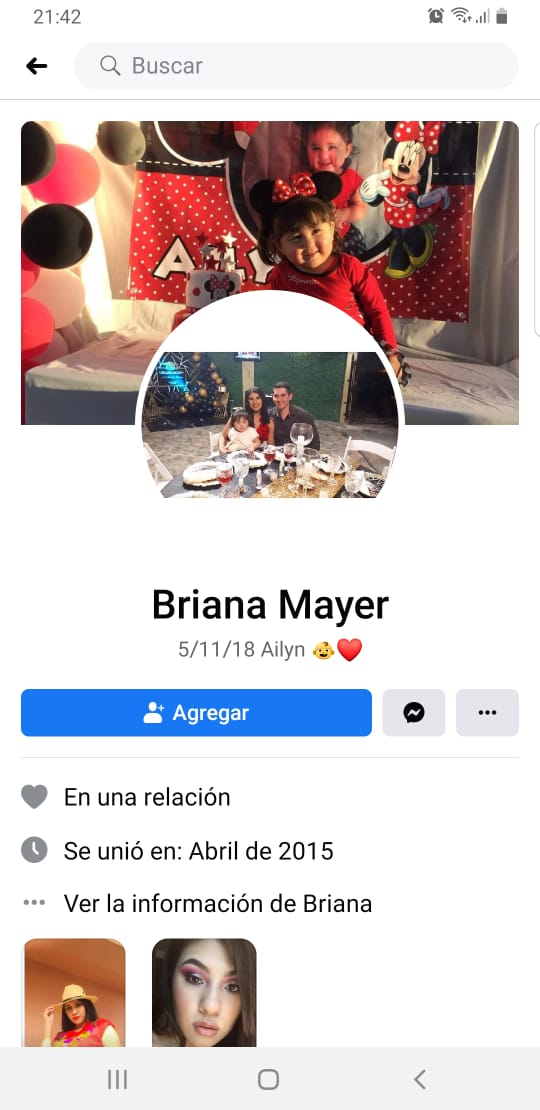 21:42
Buscar
AILY
Briana Mayer
5/11/18 Ailyn 👶❤️
Agregar
En una relación
Se unió en: Abril de 2015
Ver la información de Briana